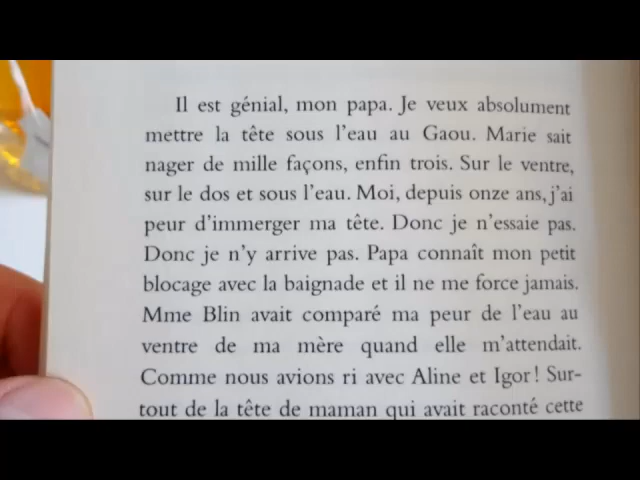 Il est génial, mon papa. Je veux absolument
mettre la tête sous l'eau au Gaou. Marie sait
nager de mille façons, enfin trois. Sur le ventre,
sur le dos et sous l'eau. Moi, depuis onze ans, j'ai
peur d'immerger ma tête. Donc je n'essaie pas.
Donc je n'y arrive pas. Papa connaît mon petit
blocage avec la baignade et il ne me force jamais.
Mme Blin avait comparé ma peur de l'eau au
ventre de ma mère quand elle m'attendait.
Comme nous avions ri avec Aline et Igor ! Sur-
tout de la tête de maman qui avait raconté cette